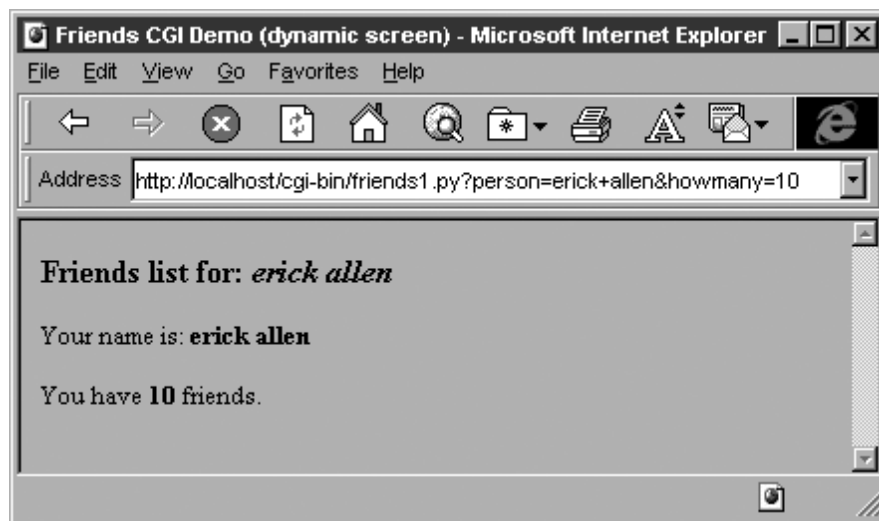 Friends CGI Demo (dynamic screen) - Microsoft Internet Explorer
File Edit View Go Favorites Help
Address http://localhost/cgi-bin/friends1.py?person=erick+allen&howmany=10
Friends list for: erick allen
Your name is: erick allen
You have 10 friends.